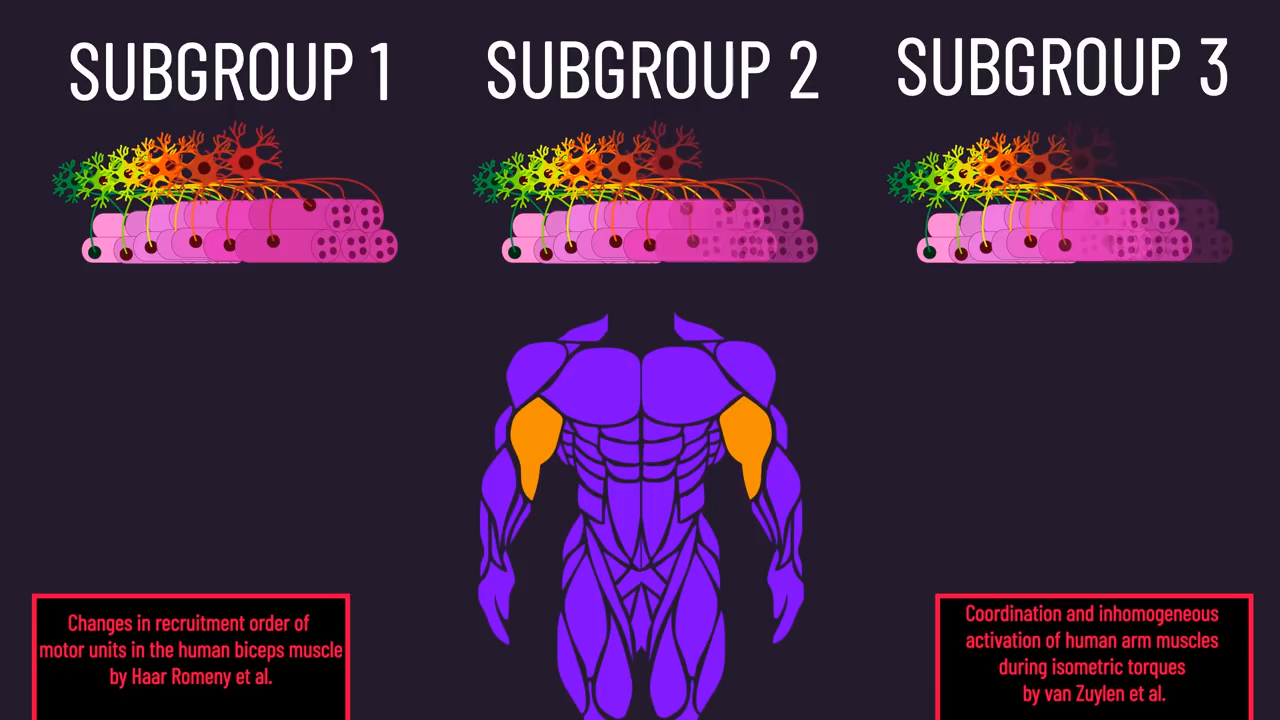 SUBGROUP 1
SUBGROUP 2
SUBGROUP 3
Changes in recruitment order of
motor units in the human biceps muscle
by Haar Romeny et al.
Coordination and inhomogeneous
activation of human arm muscles
during isometric torques
by van Zuylen et al.